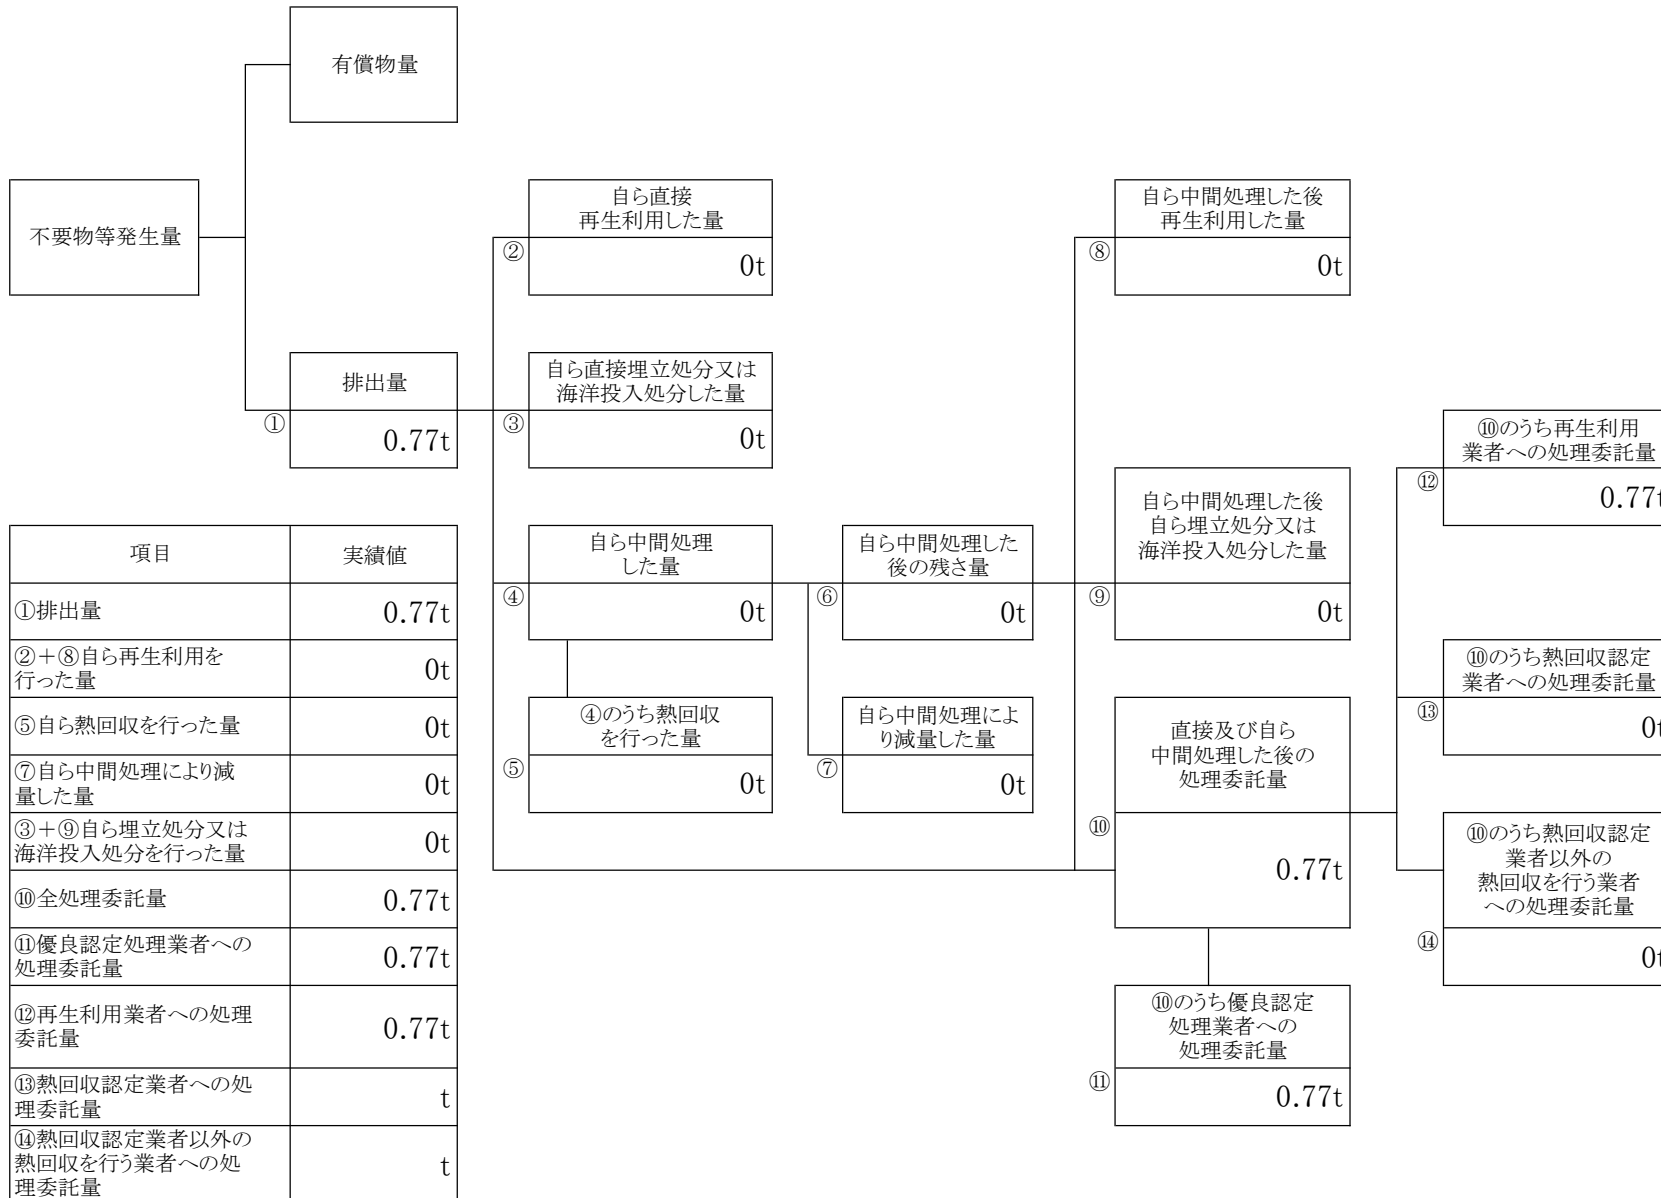 有償物量
不要物等発生量
自ら直接
再生利用した量
②
0t
自ら中間処理した後
再生利用した量
⑧
0t
排出量
①
0.77t
自ら直接埋立処分又は
海洋投入処分した量
③
0t
⑩のうち再生利用
業者への処理委託量
⑫
0.77t
自ら中間処理
した量
④
0t
自ら中間処理した
後の残さ量
⑥
0t
自ら中間処理した後
自ら埋立処分又は
海洋投入処分した量
⑨
0t
⑩のうち熱回収認定
業者への処理委託量
⑬
0t
④のうち熱回収
を行った量
⑤
0t
自ら中間処理によ
り減量した量
⑦
0t
直接及び自ら
中間処理した後の
処理委託量
⑩
0.77t
⑩のうち熱回収認定
業者以外の
熱回収を行う業者
への処理委託量
⑭
0t
⑩のうち優良認定
処理業者への
処理委託量
⑪
0.77t
項目 実績値
①排出量 0.77t
②+⑧自ら再生利用を
行った量 0t
⑤自ら熱回収を行った量 0t
⑦自ら中間処理により減
量した量 0t
③+⑨自ら埋立処分又は
海洋投入処分を行った量 0t
⑩全処理委託量 0.77t
⑪優良認定処理業者への
処理委託量 0.77t
⑫再生利用業者への処理
委託量 0.77t
⑬熱回収認定業者への処
理委託量 t
⑭熱回収認定業者以外の
熱回収を行う業者への処
理委託量 t